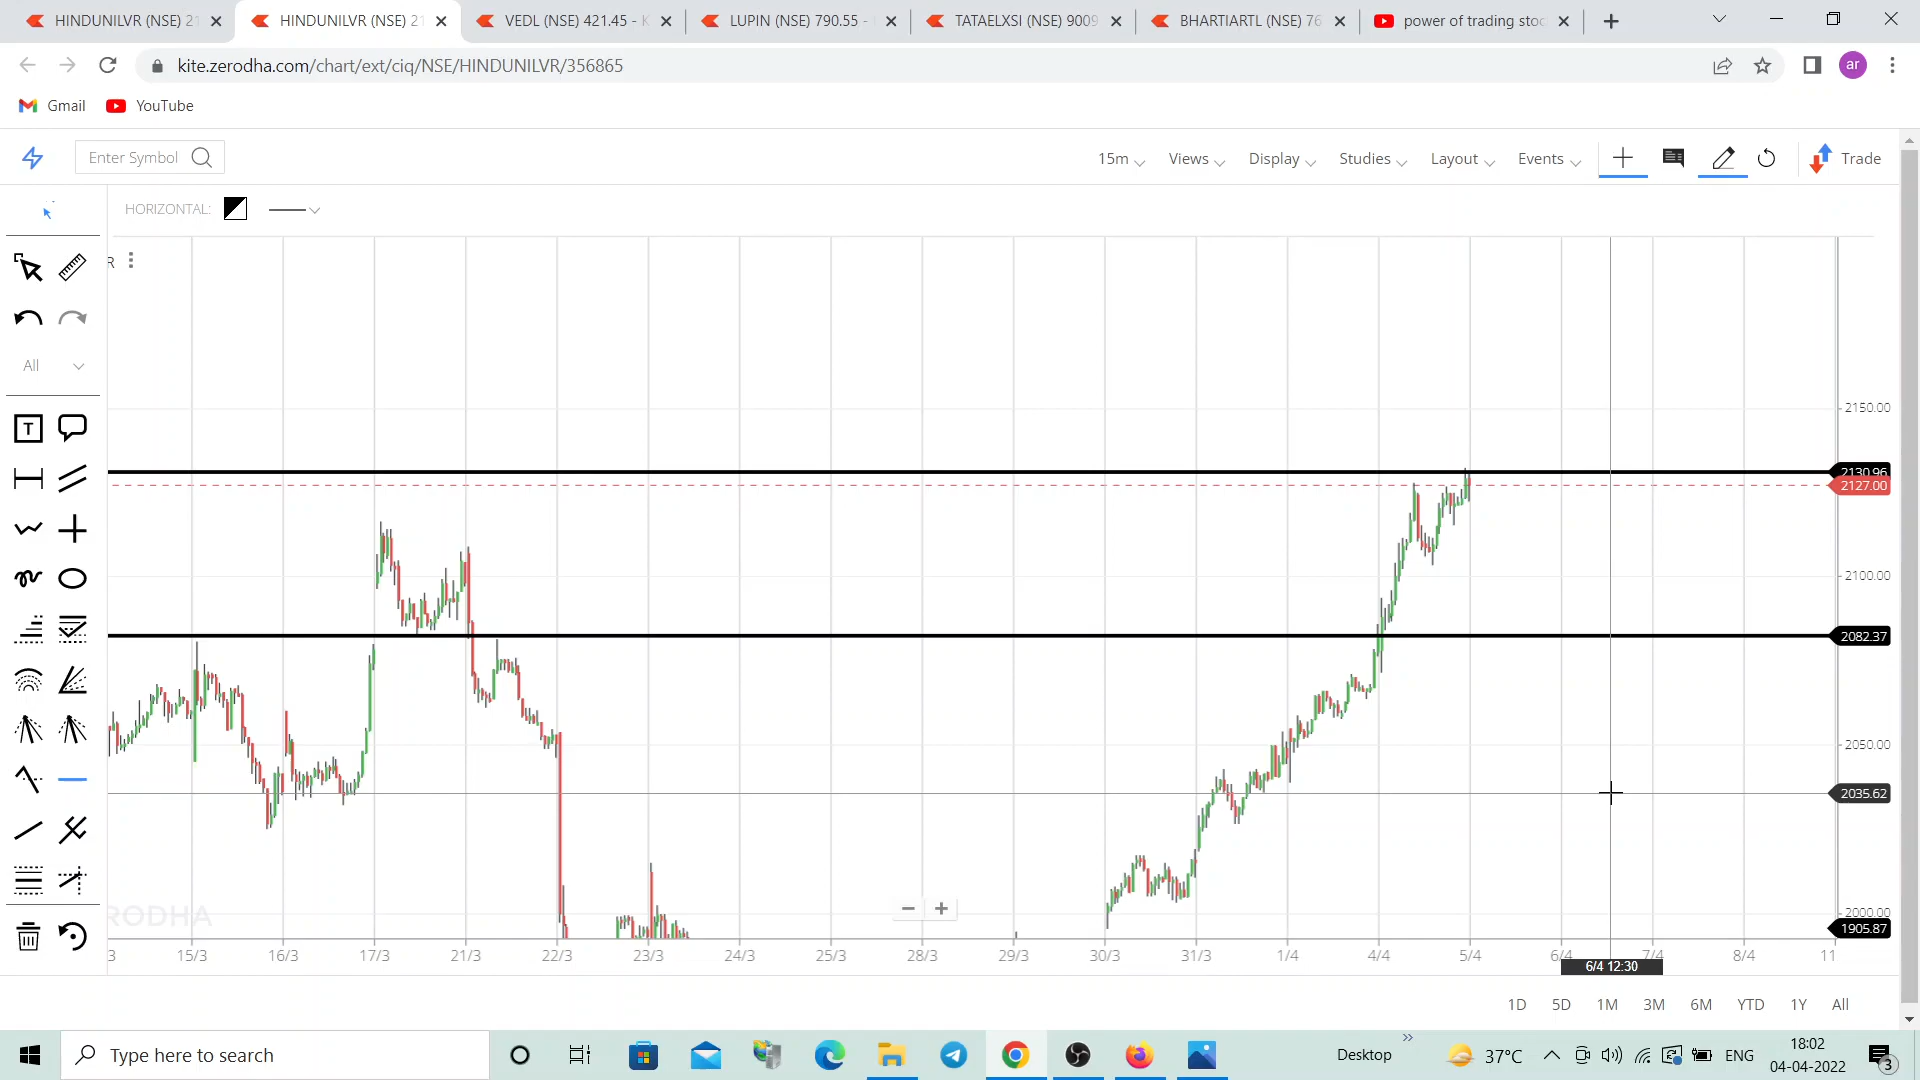 HINDUNILVR (NSE) 21
HINDUNILVR (NSE) 21
VEDL (NSE) 421.45 - K
LUPIN (NSE) 790.55 -
TATAELXSI (NSE) 9009
BHARTIARTL (NSE) 76
power of trading stoc
kite.zerodha.com/chart/ext/ciq/NSE/HINDUNILVR/356865
ar
Gmail
YouTube
Enter Symbol
15m
Views
Display
Studies
Layout
Events
Trade
HORIZONTAL:
R
All
T
2150.00
2130.96
2127.00
2100.00
2082.37
2050.00
2035.62
2000.00
1905.87
RODHA
3
15/3
16/3
17/3
21/3
22/3
23/3
24/3
25/3
28/3
29/3
30/3
31/3
1/4
4/4
5/4
6/4
7/4
8/4
11
6/4 12:30
1D
5D
1M
3M
6M
YTD
1Y
All
Type here to search
Desktop
37°C
ENG
18:02
04-04-2022
3